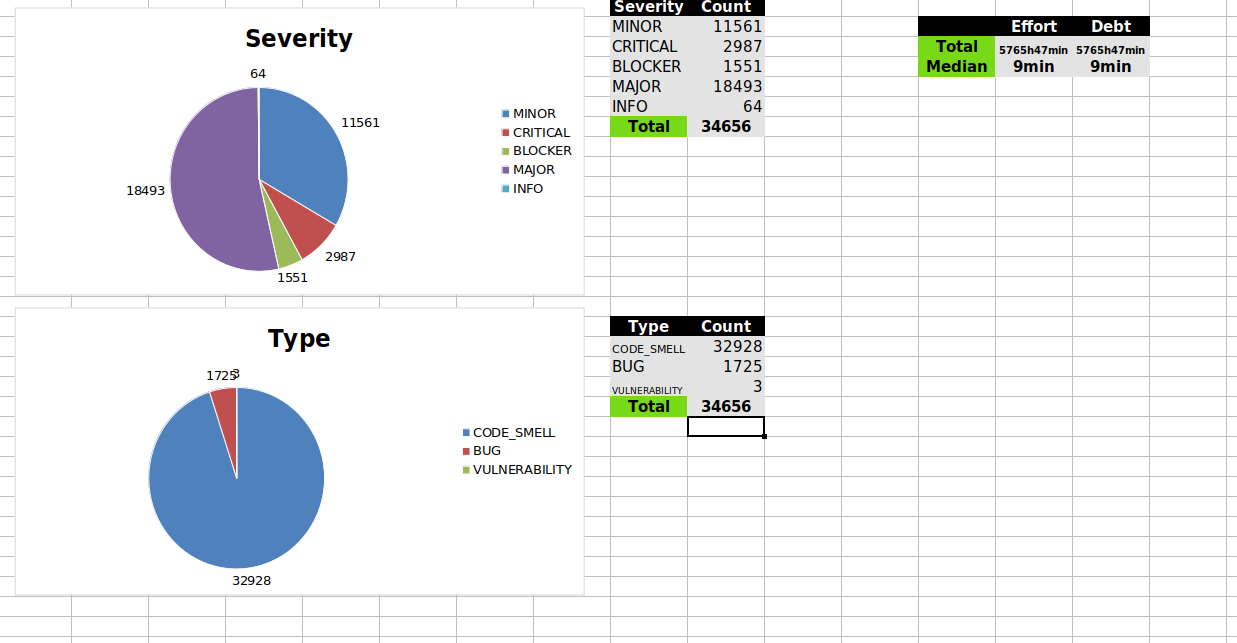 Severity
64
11561
18493
2987
1551
MINOR
CRITICAL
BLOCKER
MAJOR
INFO
Severity Count
MINOR 11561
CRITICAL 2987
BLOCKER 1551
MAJOR 18493
INFO 64
Total 34656
Effort Debt
Total 5765h47min 5765h47min
Median 9min 9min
Type
1725
3
32928
CODE_SMELL
BUG
VULNERABILITY
Type Count
CODE_SMELL 32928
BUG 1725
VULNERABILITY 3
Total 34656